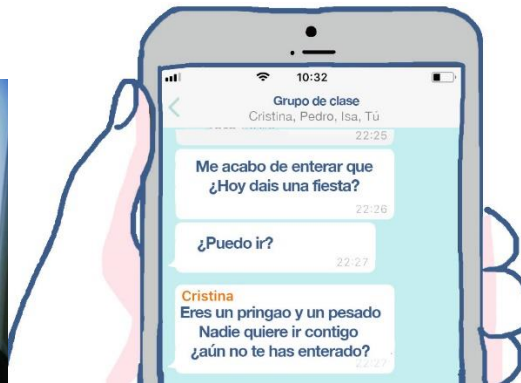 10:32
Grupo de clase
Cristina, Pedro, Isa, Tú
22:25
Me acabo de enterar que
¿Hoy dais una fiesta?
22:26
¿Puedo ir?
22:27
Cristina
Eres un pringao y un pesado
Nadie quiere ir contigo
¿aún no te has enterado?
22:27